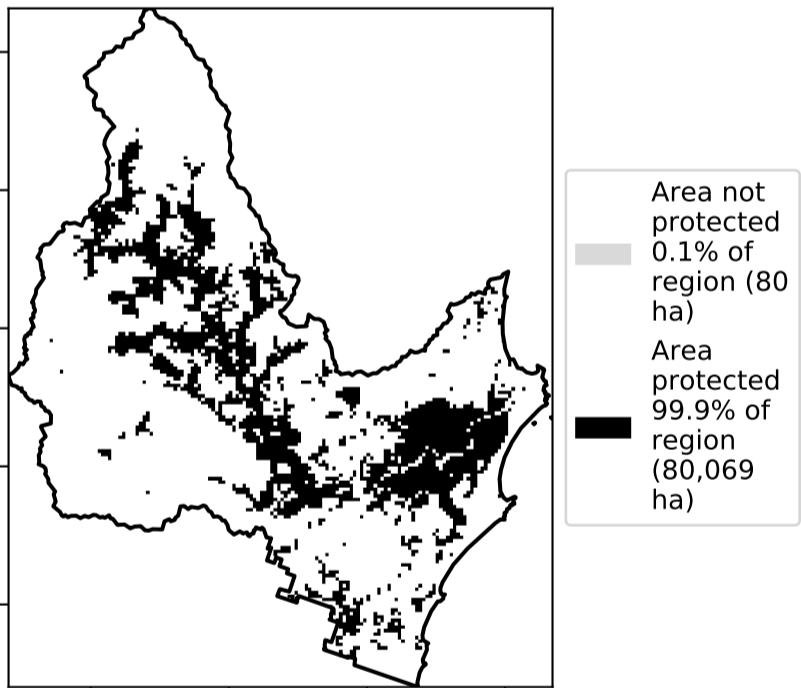 Area not
protected
0.1% of
region (80
ha)
Area
protected
99.9% of
region
(80,069
ha)